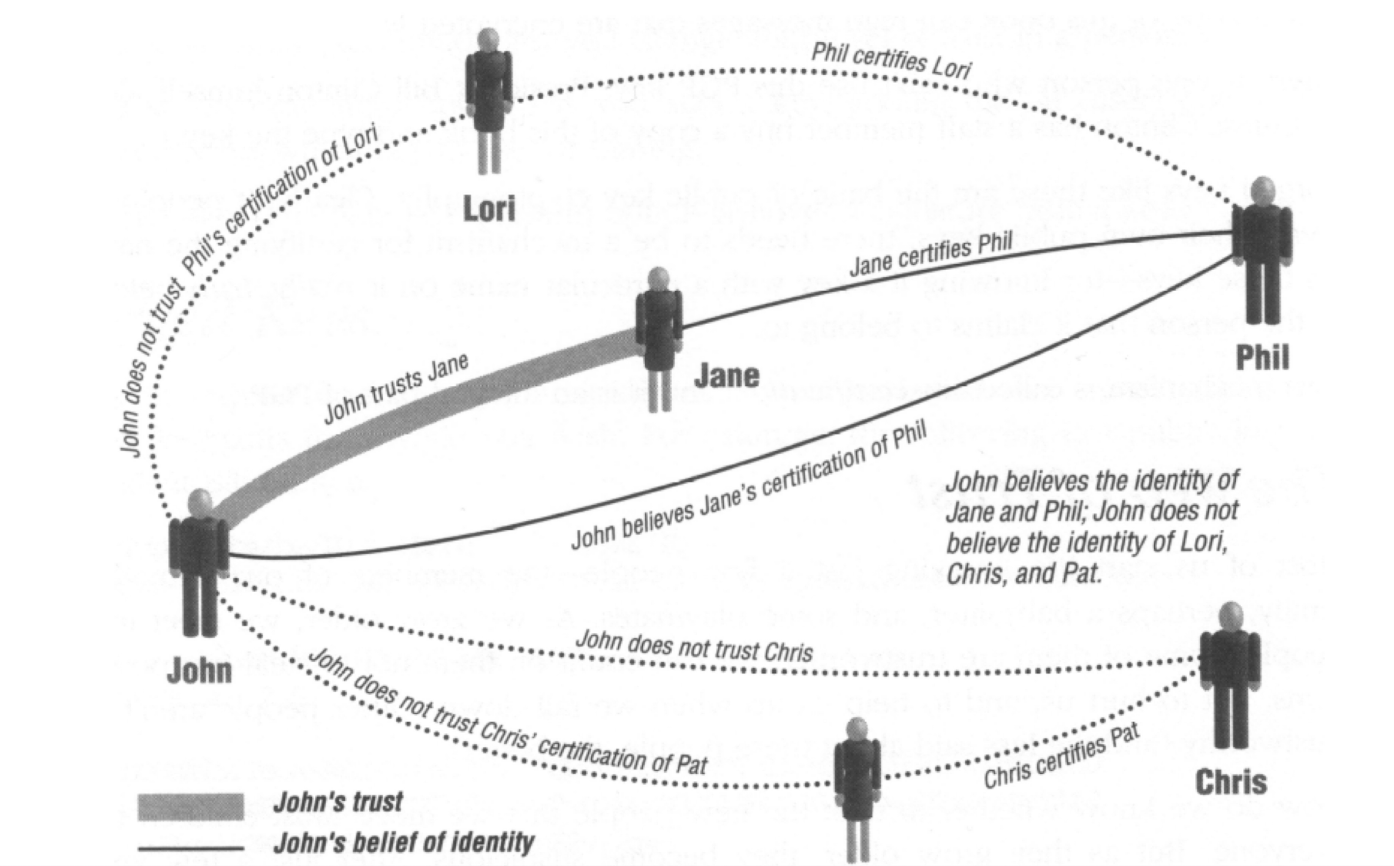 Phil certifies Lori
John does not trust Phil's certification of Lori
Lori
Jane certifies Phil
Phil
John trusts Jane
Jane
John believes Jane's certification of Phil
John believes the identity of
Jane and Phil; John does not
believe the identity of Lori,
Chris, and Pat.
John does not trust Chris
John
John does not trust Chris' certification of Pat
Chris certifies Pat
Chris
John's trust
John's belief of identity